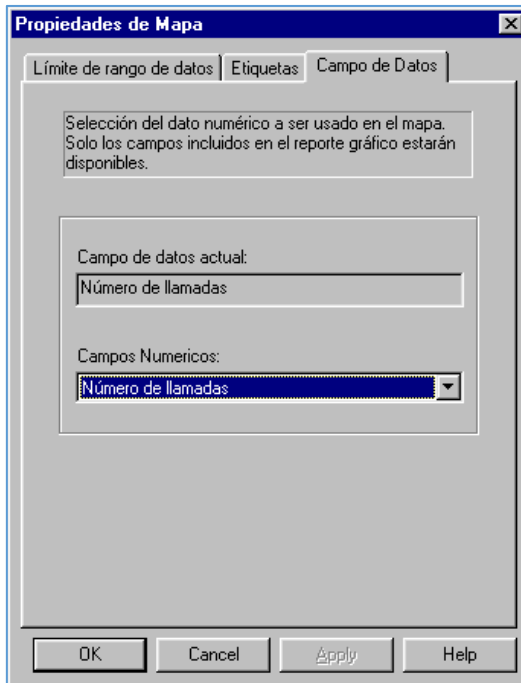 Propiedades de Mapa
Límite de rango de datos
Etiquetas
Campo de Datos
Selección del dato numérico a ser usado en el mapa.
Solo los campos incluidos en el reporte gráfico estarán
disponibles.
Campo de datos actual:
Número de llamadas
Campos Numericos:
Número de llamadas
OK
Cancel
Apply
Help